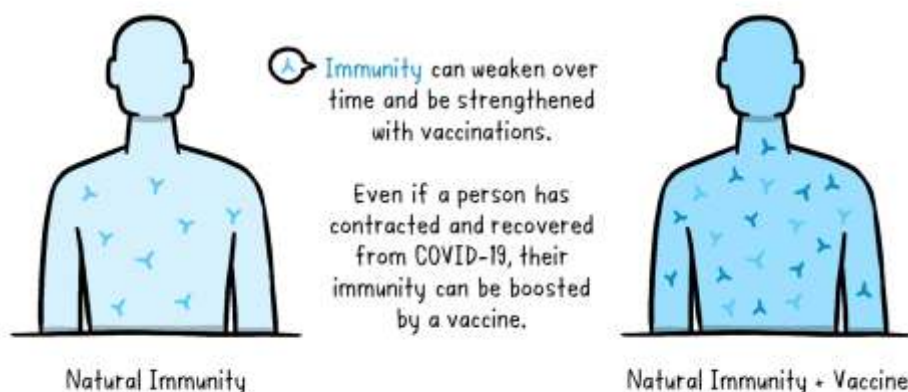 Immunity can weaken over
time and be strengthened
with vaccinations.
Even if a person has
contracted and recovered
from COVID-19, their
immunity can be boosted
by a vaccine.
Natural Immunity
Natural Immunity + Vaccine